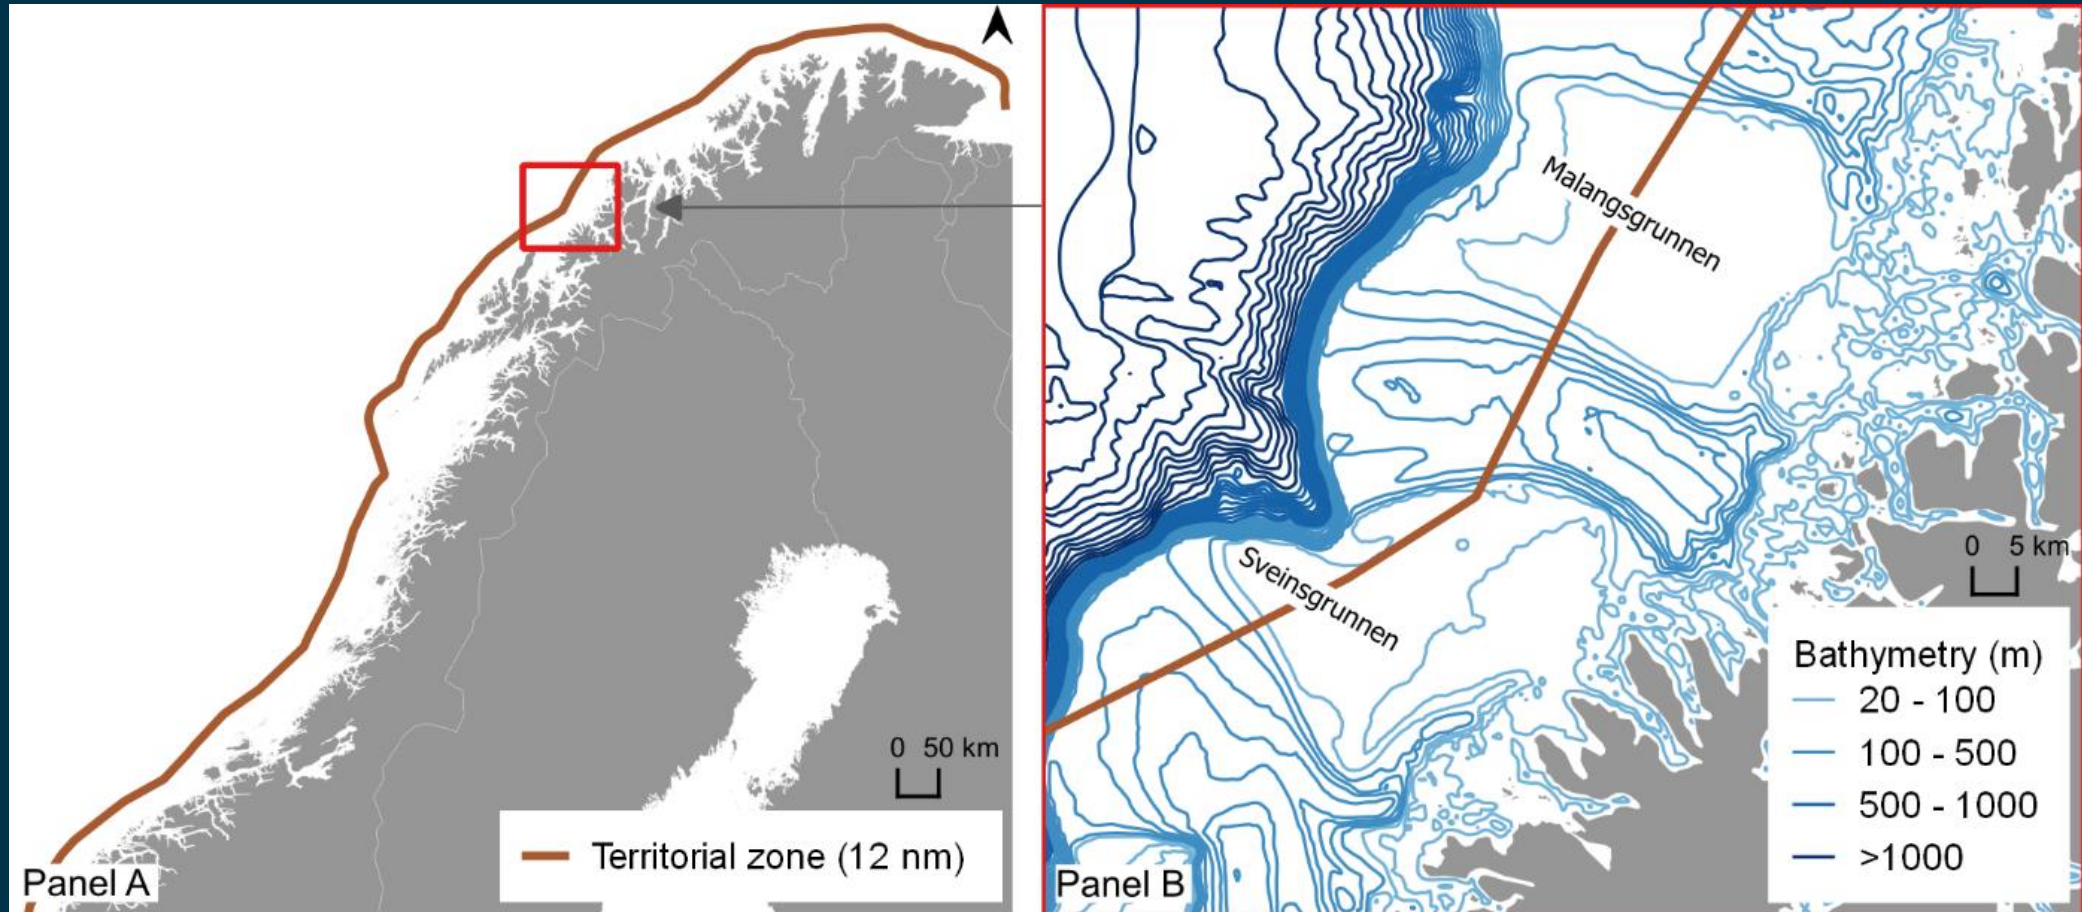 0 50 km
Territorial zone (12 nm)
Panel A
Malangsgrunnen
Sveinsgrunnen
0 5 km
Bathymetry (m)
20 - 100
100 - 500
500 - 1000
>1000
Panel B